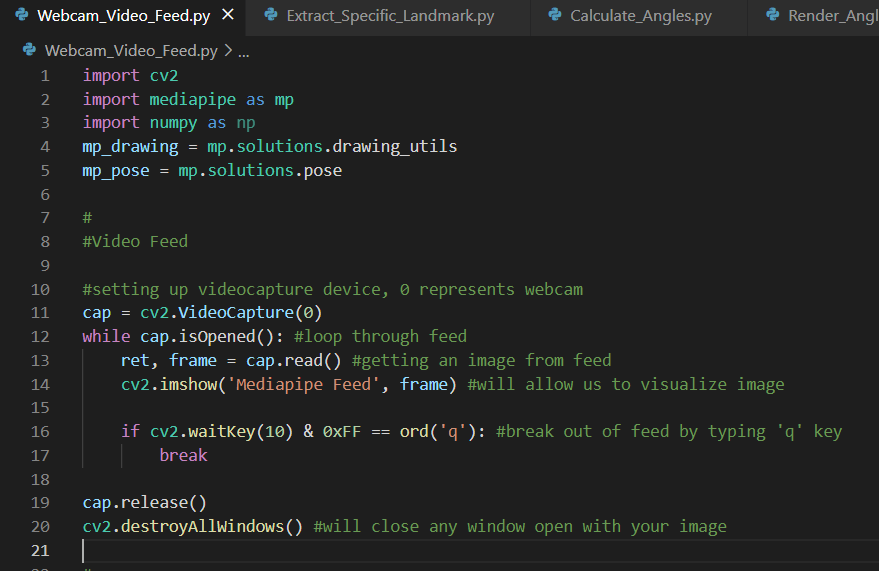 Webcam_Video_Feed.py × Extract_Specific_Landmark.py Calculate_Angles.py Render_Angl
Webcam_Video_Feed.py > ...
1 import cv2
2 import mediapipe as mp
3 import numpy as np
4 mp_drawing = mp.solutions.drawing_utils
5 mp_pose = mp.solutions.pose
6
7 #
8 #Video Feed
9
10 #setting up videocapture device, 0 represents webcam
11 cap = cv2.VideoCapture(0)
12 while cap.isOpened(): #loop through feed
13     ret, frame = cap.read() #getting an image from feed
14     cv2.imshow('Mediapipe Feed', frame) #will allow us to visualize image
15
16     if cv2.waitKey(10) & 0xFF == ord('q'): #break out of feed by typing 'q' key
17         break
18
19 cap.release()
20 cv2.destroyAllWindows() #will close any window open with your image
21